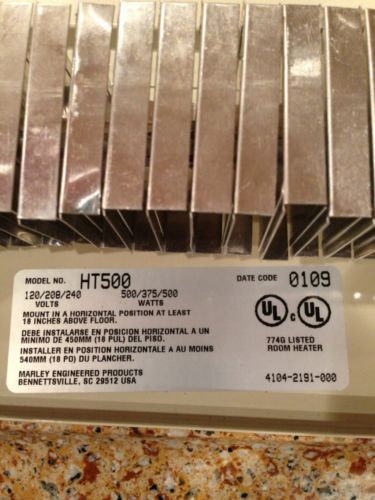 MODEL NO. HT500 DATE CODE 0109
120/208/240 500/375/500
VOLTS WATTS
MOUNT IN A HORIZONTAL POSITION AT LEAST
18 INCHES ABOVE FLOOR.
DEBE INSTALARSE EN POSICION HORIZONTAL A UN
MINIMO DE 450MM (18 PUL) DEL PISO.
INSTALLER EN POSITION HORIZONTALE A AU MOINS
540MM (18 PO) DU PLANCHER.
MARLEY ENGINEERED PRODUCTS
BENNETTSVILLE, SC 29512 USA
UL c UL
774G LISTED
ROOM HEATER
4104-2191-000